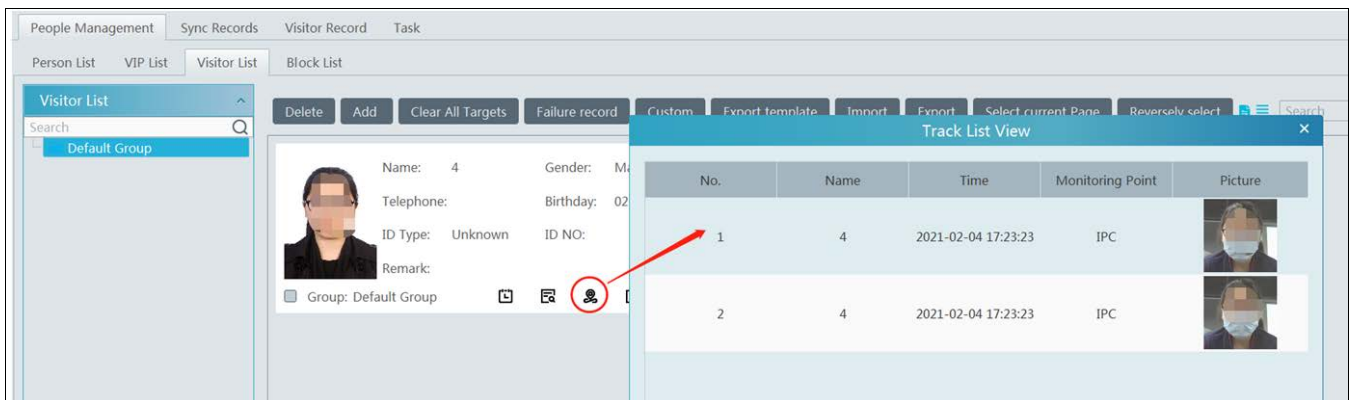 People Management Sync Records Visitor Record Task
Person List VIP List Visitor List Block List
Visitor List
Search
Default Group
Delete Add Clear All Targets Failure record Custom Export template Import Export Select current Page Reversely select Search
Name: 4 Gender:
Telephone: Birthday: 02
ID Type: Unknown ID NO:
Remark:
Group: Default Group
Track List View
No. Name Time Monitoring Point Picture
1 4 2021-02-04 17:23:23 IPC
2 4 2021-02-04 17:23:23 IPC